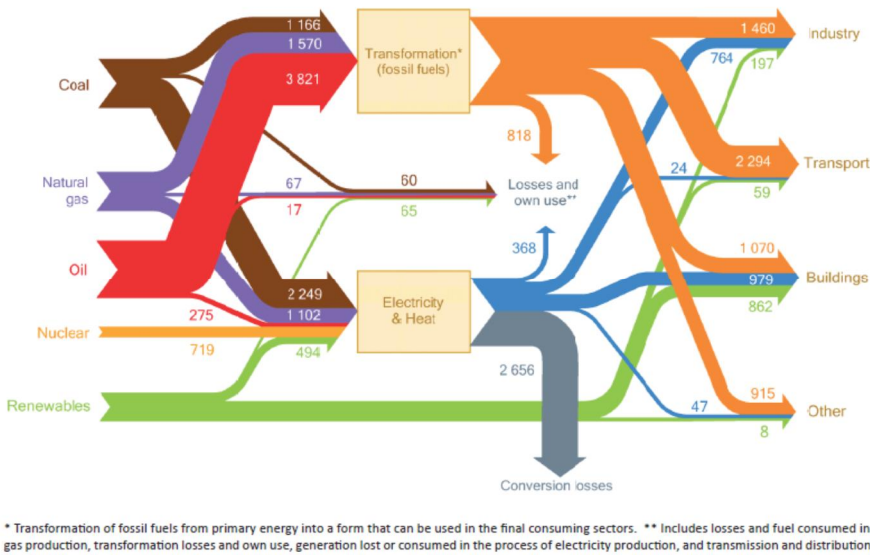 1 166
1 460
Industry
1 570
Transformation*
(fossil fuels)
764
197
3 821
Coal
818
2 294
Transport
24
Natural
gas
67
60
Losses and
own use**
59
17
65
368
1 070
Oil
979
Buildings
2 249
Electricity
& Heat
862
275
1 102
Nuclear
719
494
2 656
915
Renewables
47
Other
8
Conversion losses
* Transformation of fossil fuels from primary energy into a form that can be used in the final consuming sectors. ** Includes losses and fuel consumed in
gas production, transformation losses and own use, generation lost or consumed in the process of electricity production, and transmission and distribution